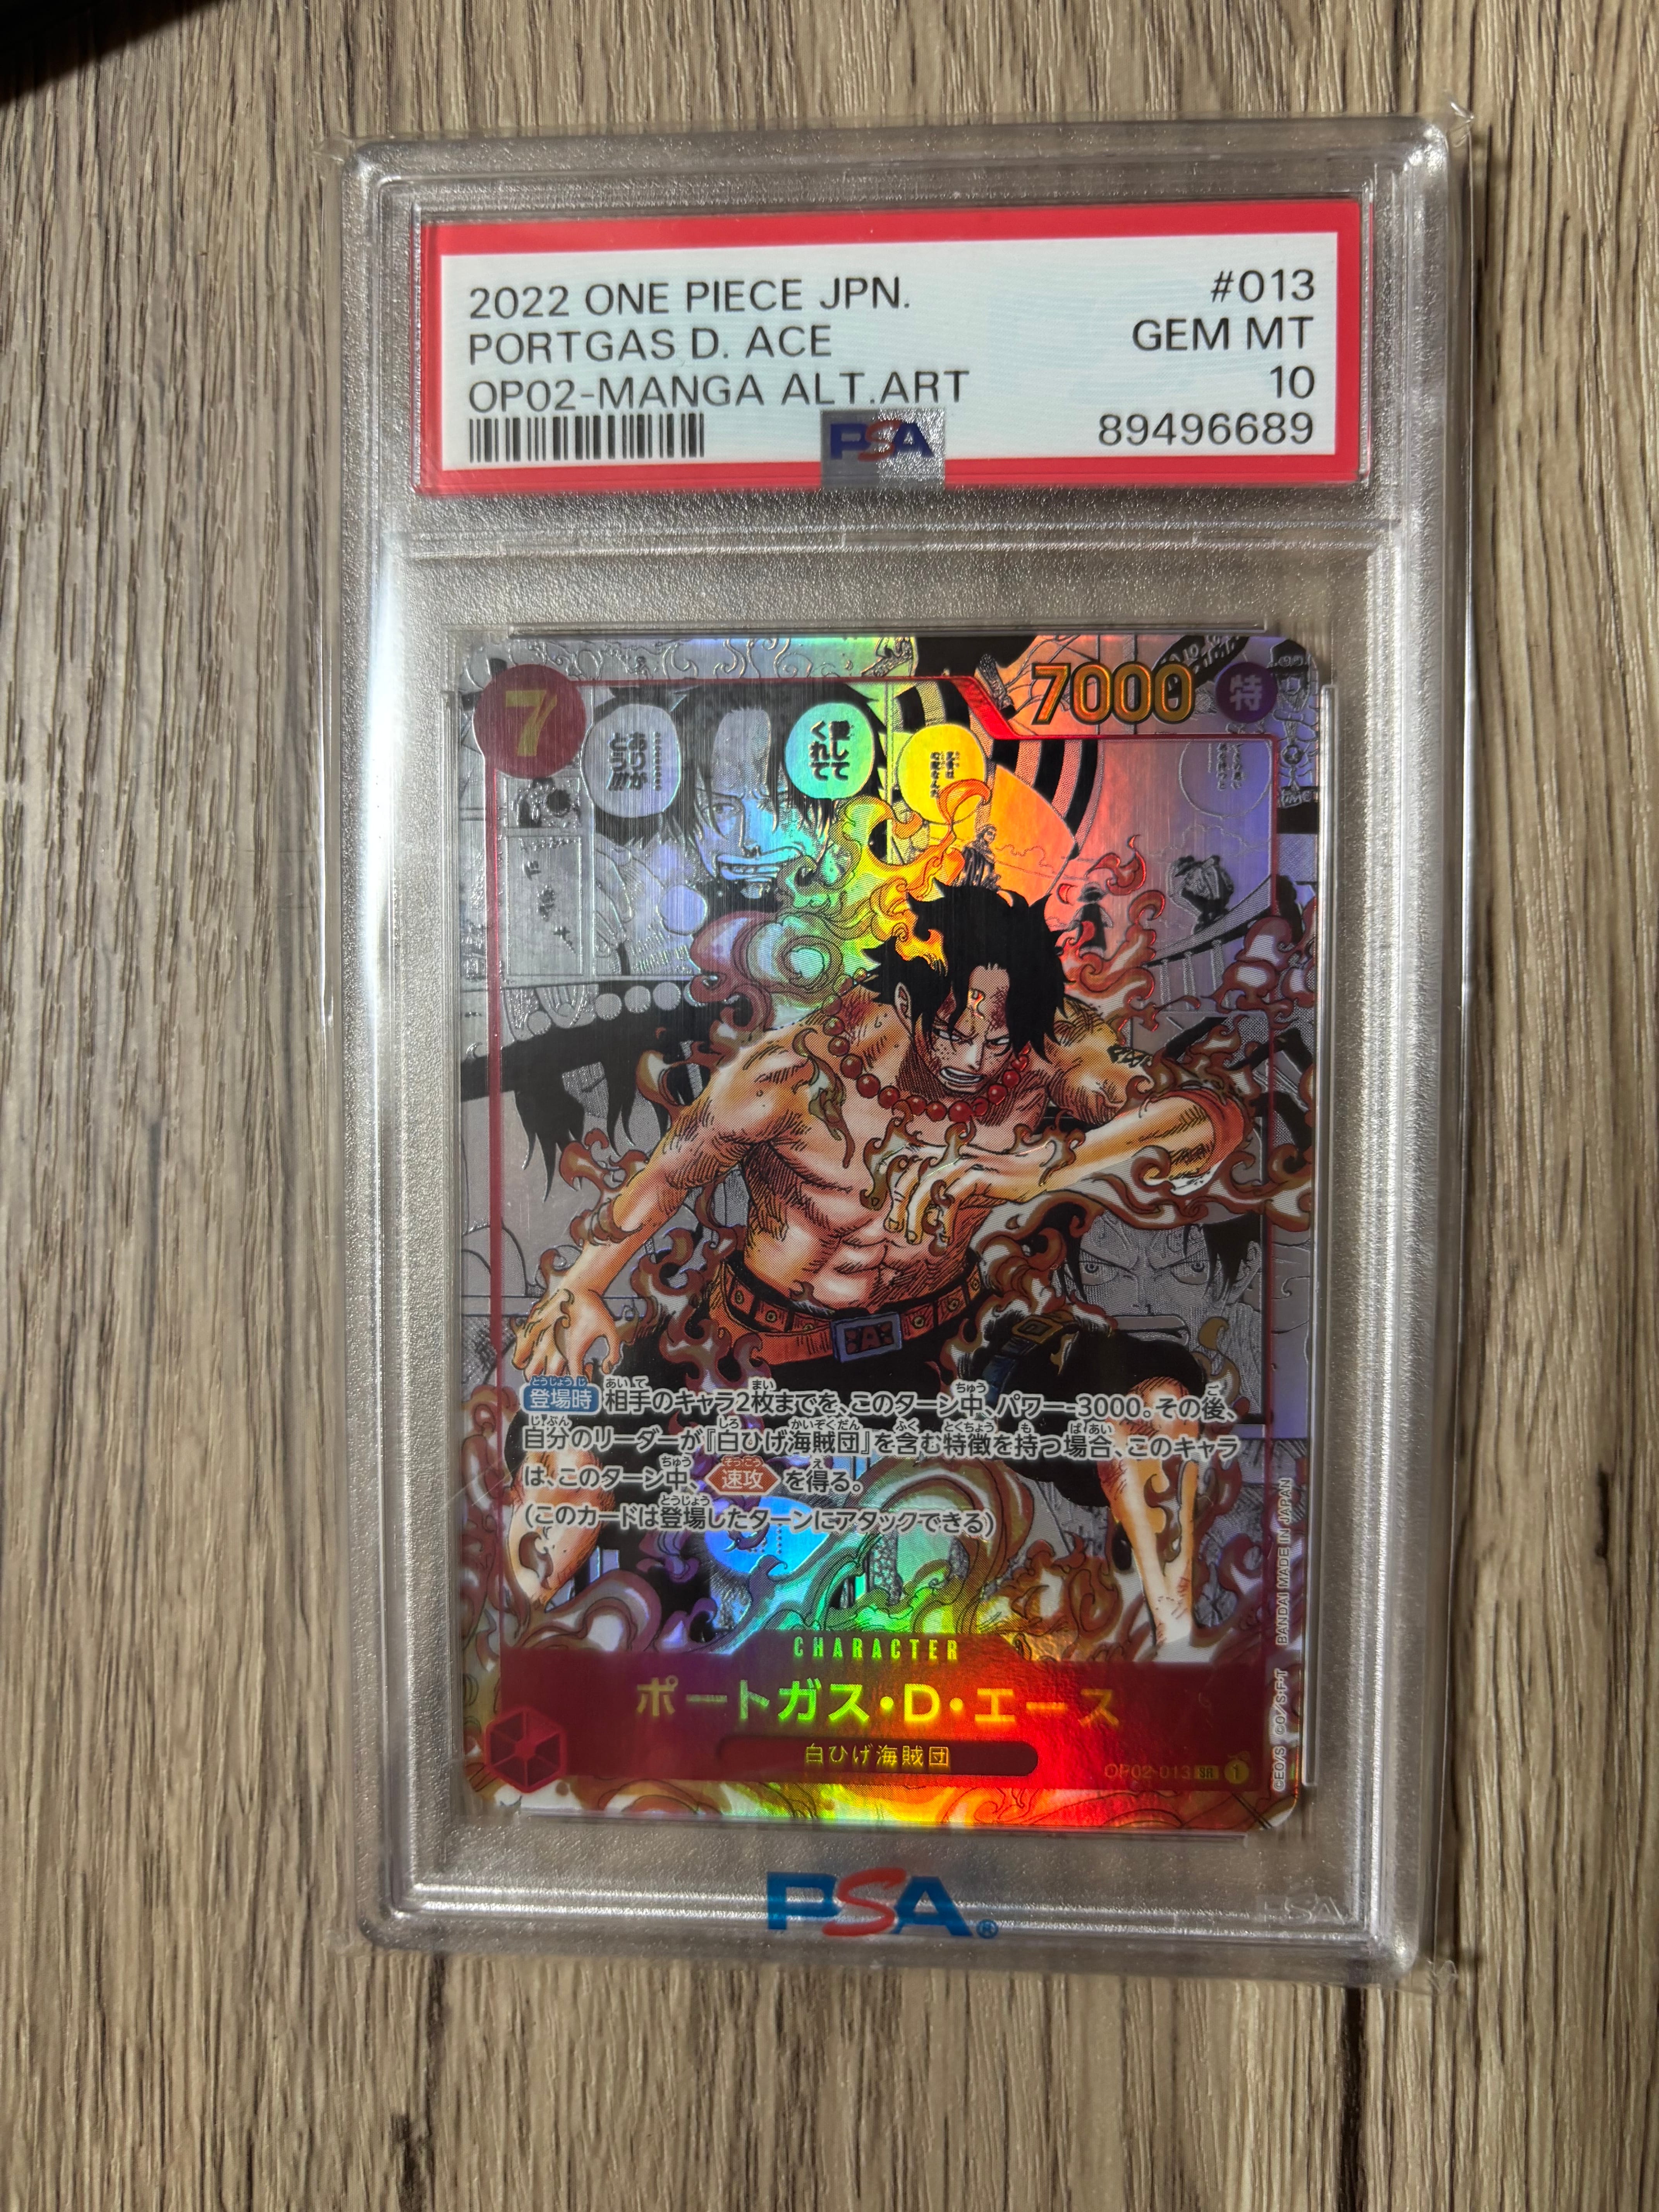 2022 ONE PIECE JPN.
#013
PORTGAS D. ACE
GEM MT
OP02-MANGA ALT.ART
10
PSA
89496689
7
7000
特
…………ありがとう!!!
愛してくれて
登場時 相手のキャラ2枚までを、このターン中、パワー-3000。その後、
自分のリーダーが『白ひげ海賊団』を含む特徴を持つ場合、このキャラ
は、このターン中、速攻を得る。
(このカードは登場したターンにアタックできる)
A
CHARACTER
ポートガス・D・エース
白ひげ海賊団
OP02-013 SR 1
©EO/S CO/S・F・T BANDAI MADE IN JAPAN
PSA®
PSA